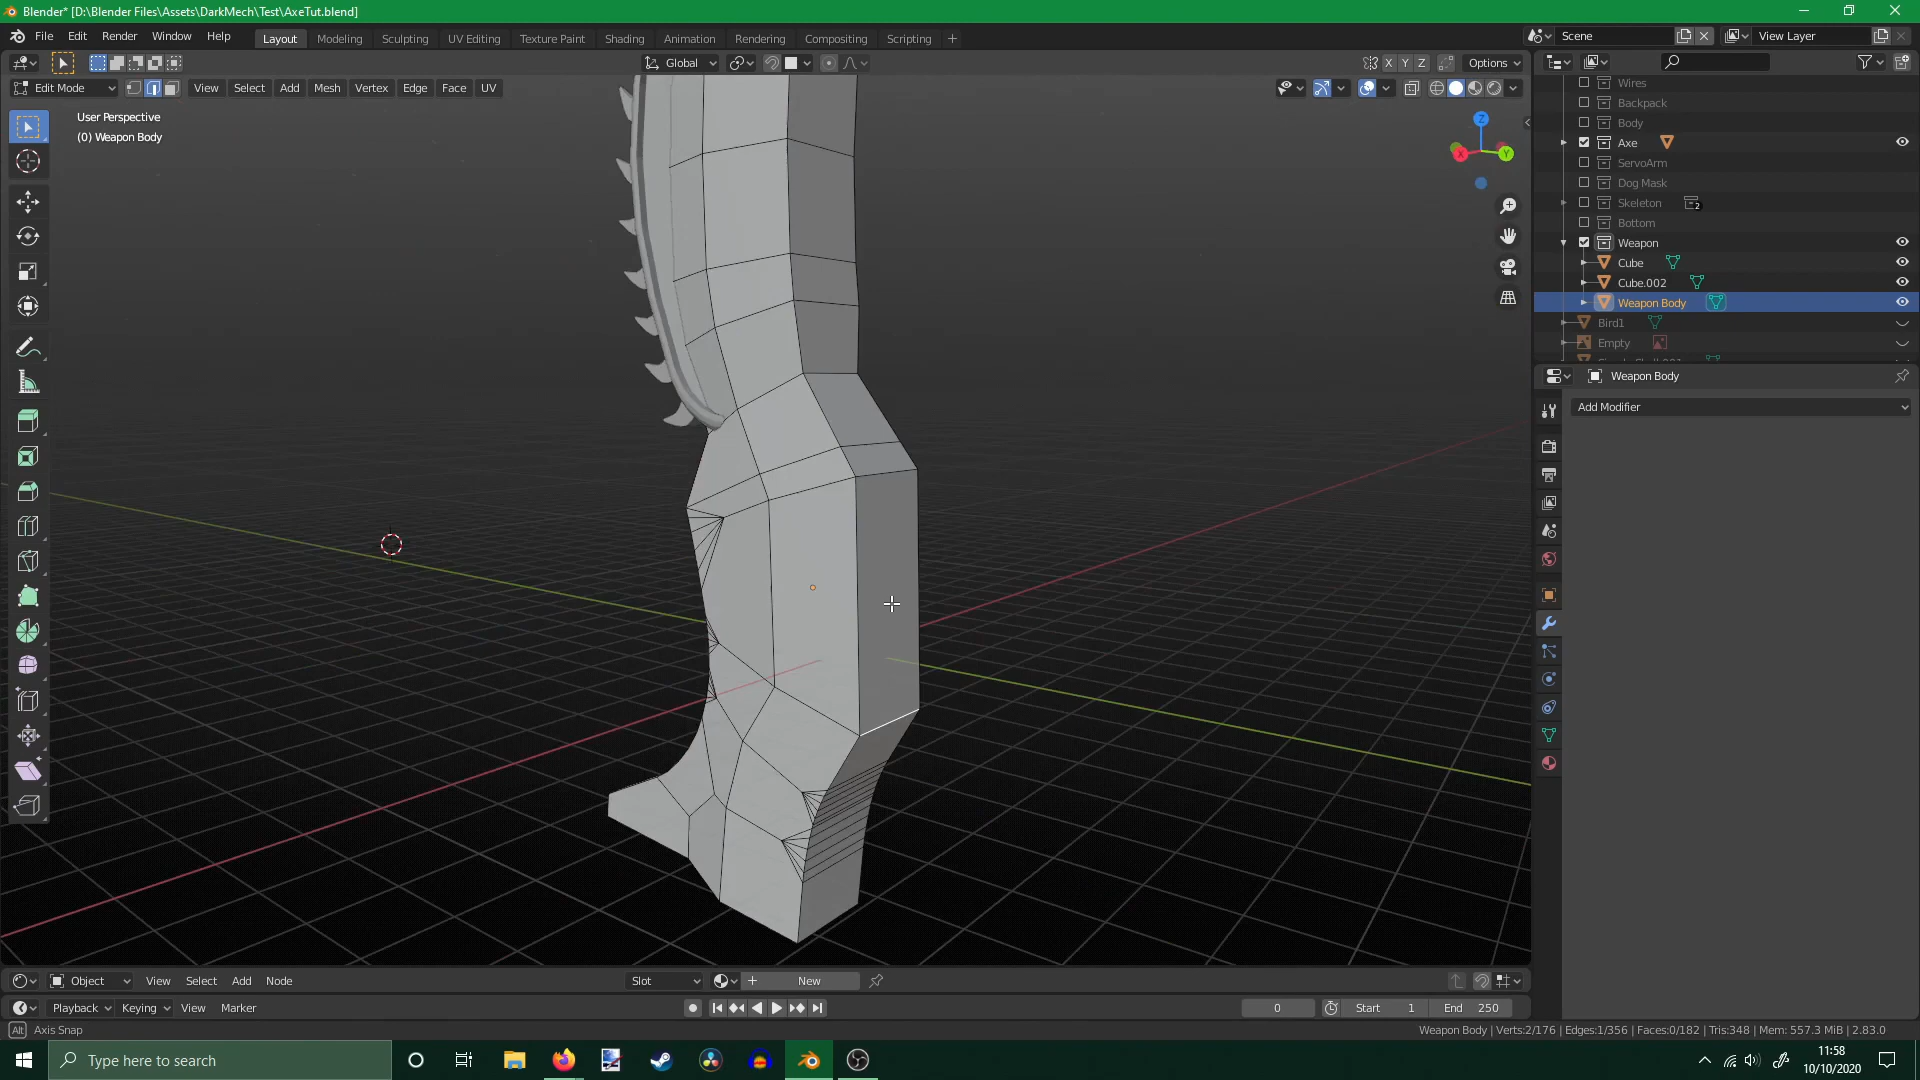 Blender* [D:\Blender Files\Assets\DarkMech\Test\AxeTut.blend]
File Edit Render Window Help Layout Modeling Sculpting UV Editing Texture Paint Shading Animation Rendering Compositing Scripting + Scene View Layer
Global X Y Z Options
Edit Mode View Select Add Mesh Vertex Edge Face UV
User Perspective
(0) Weapon Body
Z
X
Y
Wires
Backpack
Body
Axe
ServoArm
Dog Mask
Skeleton 2
Bottom
Weapon
Cube
Cube.002
Weapon Body
Bird1
Empty
Weapon Body
Add Modifier
Object View Select Add Node Slot New
Playback Keying View Marker 0 Start 1 End 250
Alt Axis Snap Weapon Body | Verts:2/176 | Edges:1/356 | Faces:0/182 | Tris:348 | Mem: 557.3 MiB | 2.83.0
Type here to search
11:58
10/10/2020